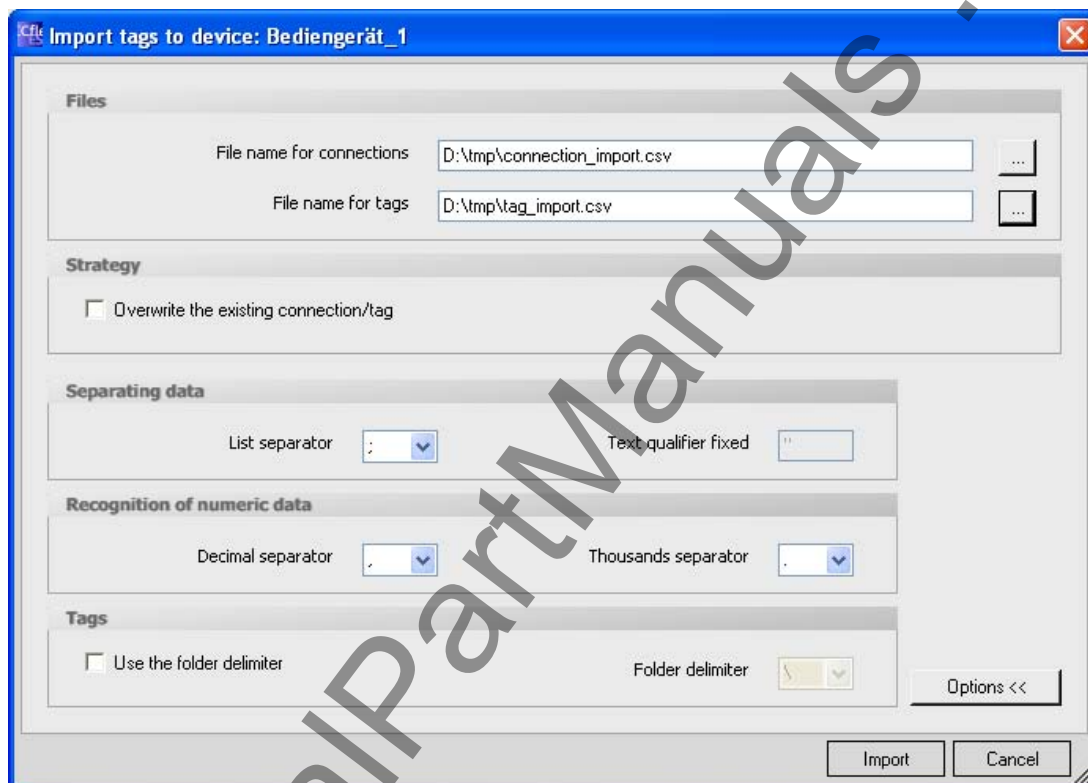 Import tags to device: Bediengerät_1
Files
File name for connections D:\tmp\connection_import.csv ...
File name for tags D:\tmp\tag_import.csv ...
Strategy
Overwrite the existing connection/tag
Separating data
List separator ; Text qualifier fixed "
Recognition of numeric data
Decimal separator , Thousands separator .
Tags
Use the folder delimiter Folder delimiter \
Options <<
Import Cancel
alPartManuals .